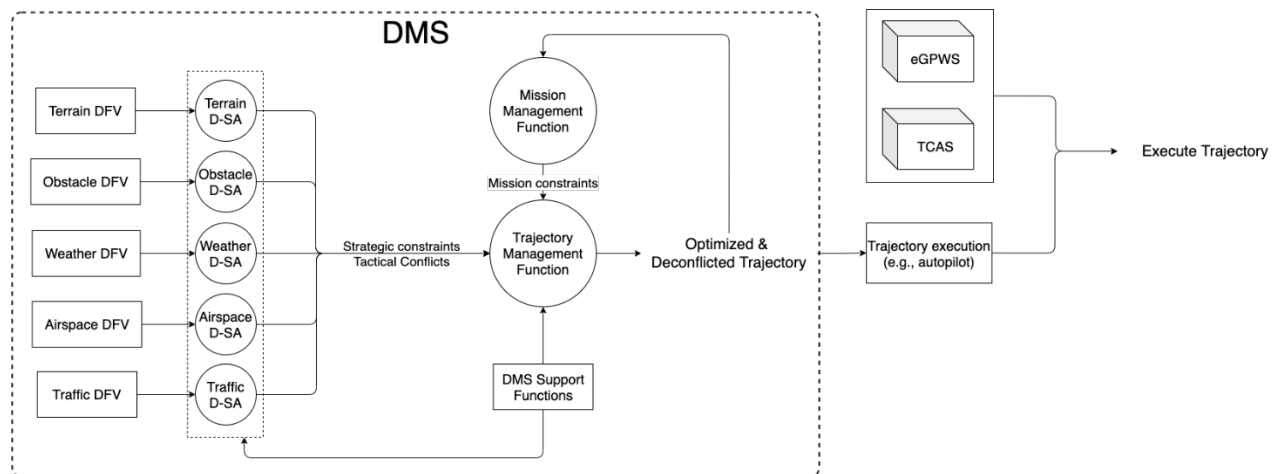 DMS
Terrain DFV
Obstacle DFV
Weather DFV
Airspace DFV
Traffic DFV
Terrain
D-SA
Obstacle
D-SA
Weather
D-SA
Airspace
D-SA
Traffic
D-SA
Strategic constraints
Tactical Conflicts
Mission
Management
Function
Mission constraints
Trajectory
Management
Function
DMS Support
Functions
Optimized &
Deconflicted Trajectory
eGPWS
TCAS
Trajectory execution
(e.g., autopilot)
Execute Trajectory